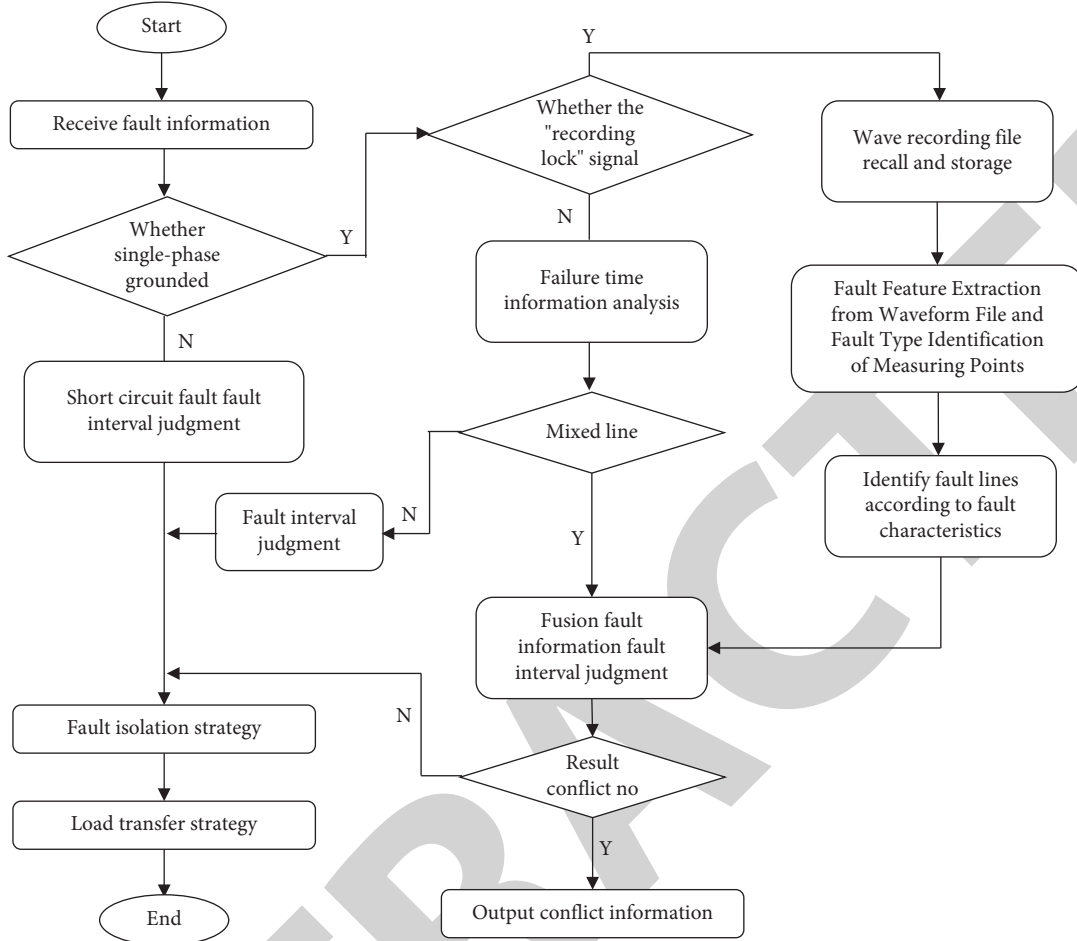 Start
Receive fault information
Whether
single-phase
grounded
Y
N
Short circuit fault fault
interval judgment
Fault interval
judgment
N
Fault isolation strategy
Load transfer strategy
End
Y
Whether the
"recording
lock" signal
N
Failure time
information analysis
Mixed line
Y
Fusion fault
information fault
interval judgment
N
Result
conflict no
Y
Output conflict information
Wave recording file
recall and storage
Fault Feature Extraction
from Waveform File and
Fault Type Identification
of Measuring Points
Identify fault lines
according to fault
characteristics